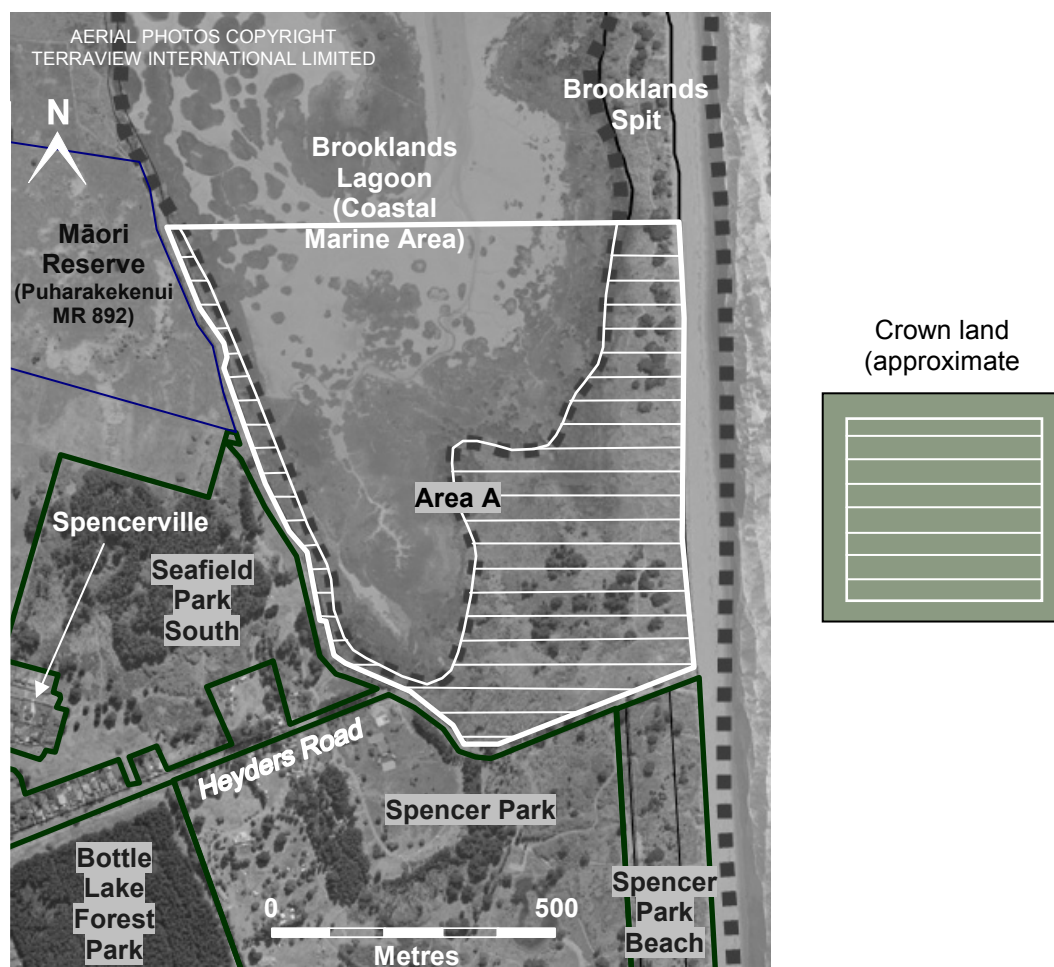 AERIAL PHOTOS COPYRIGHT
TERRAVIEW INTERNATIONAL LIMITED
N
Brooklands
Spit
Brooklands
Lagoon
(Coastal
Marine Area)
Māori
Reserve
(Puharakekenui
MR 892)
Crown land
(approximate
Area A
Spencerville
Seafield
Park
South
Heyders Road
Spencer Park
Bottle
Lake
Forest
Park
Spencer
Park
Beach
0
500
Metres